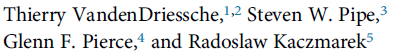 Thierry VandenDriessche,1,2 Steven W. Pipe,3
Glenn F. Pierce,4 and Radoslaw Kaczmarek5